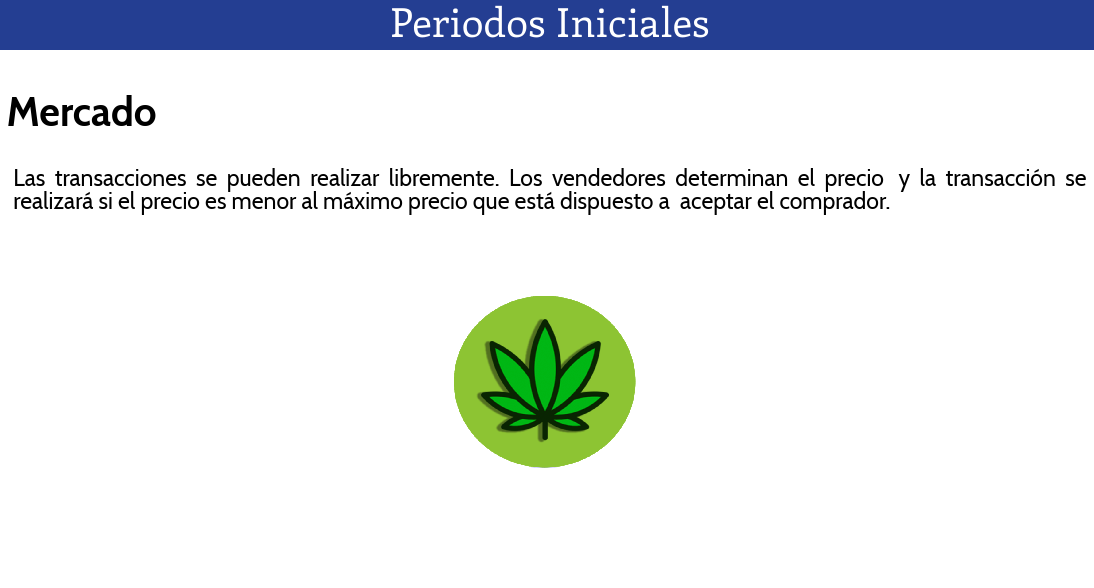 Periodos Iniciales
Mercado
Las transacciones se pueden realizar libremente. Los vendedores determinan el precio y la transacción se
realizará si el precio es menor al máximo precio que está dispuesto a aceptar el comprador.